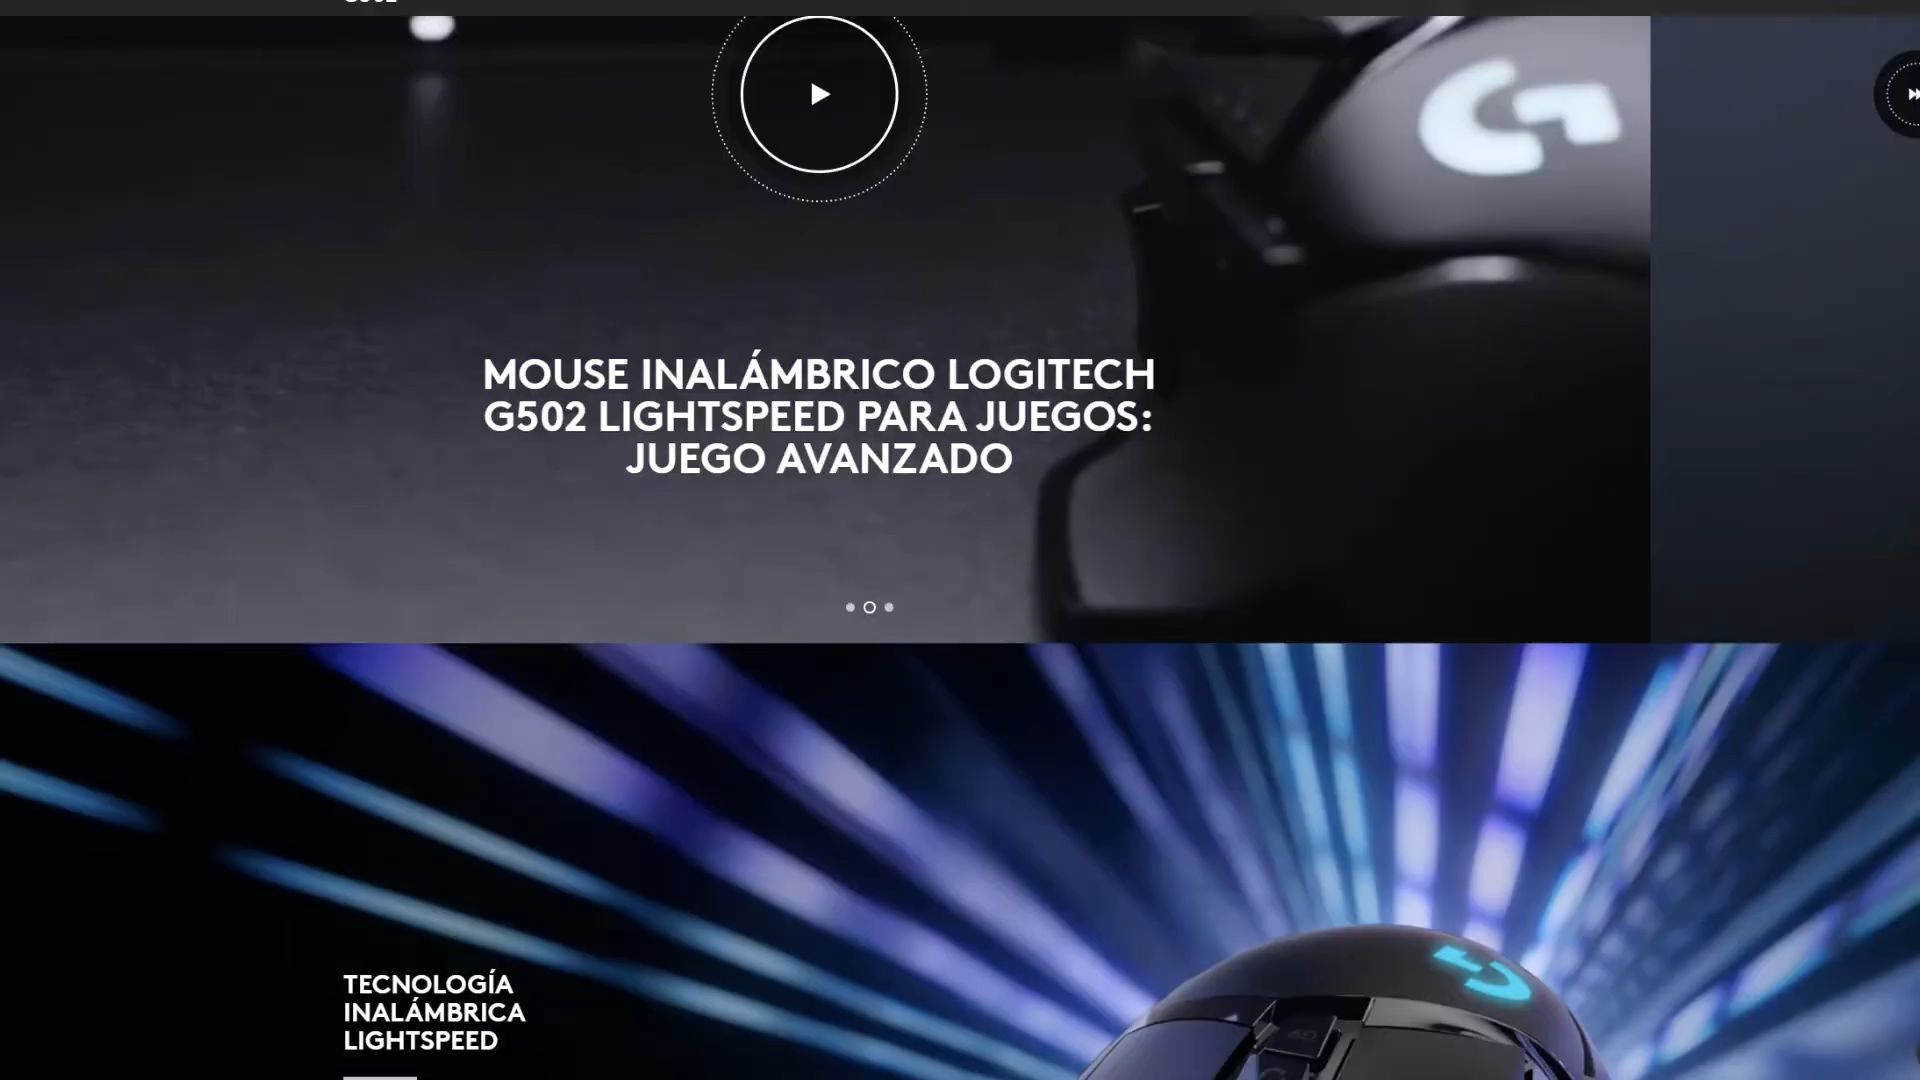 MOUSE INALÁMBRICO LOGITECH
G502 LIGHTSPEED PARA JUEGOS:
JUEGO AVANZADO
TECNOLOGÍA
INALÁMBRICA
LIGHTSPEED